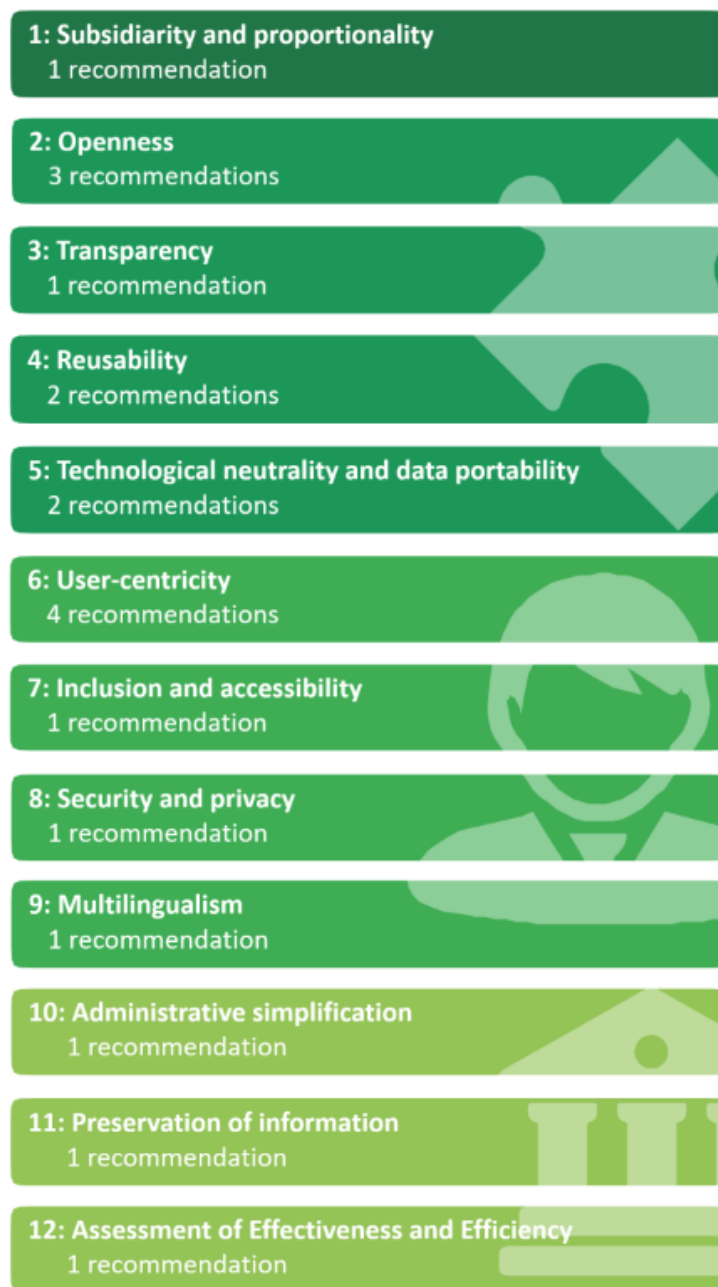 1: Subsidiarity and proportionality
1 recommendation
2: Openness
3 recommendations
3: Transparency
1 recommendation
4: Reusability
2 recommendations
5: Technological neutrality and data portability
2 recommendations
6: User-centricity
4 recommendations
7: Inclusion and accessibility
1 recommendation
8: Security and privacy
1 recommendation
9: Multilingualism
1 recommendation
10: Administrative simplification
1 recommendation
11: Preservation of information
1 recommendation
12: Assessment of Effectiveness and Efficiency
1 recommendation